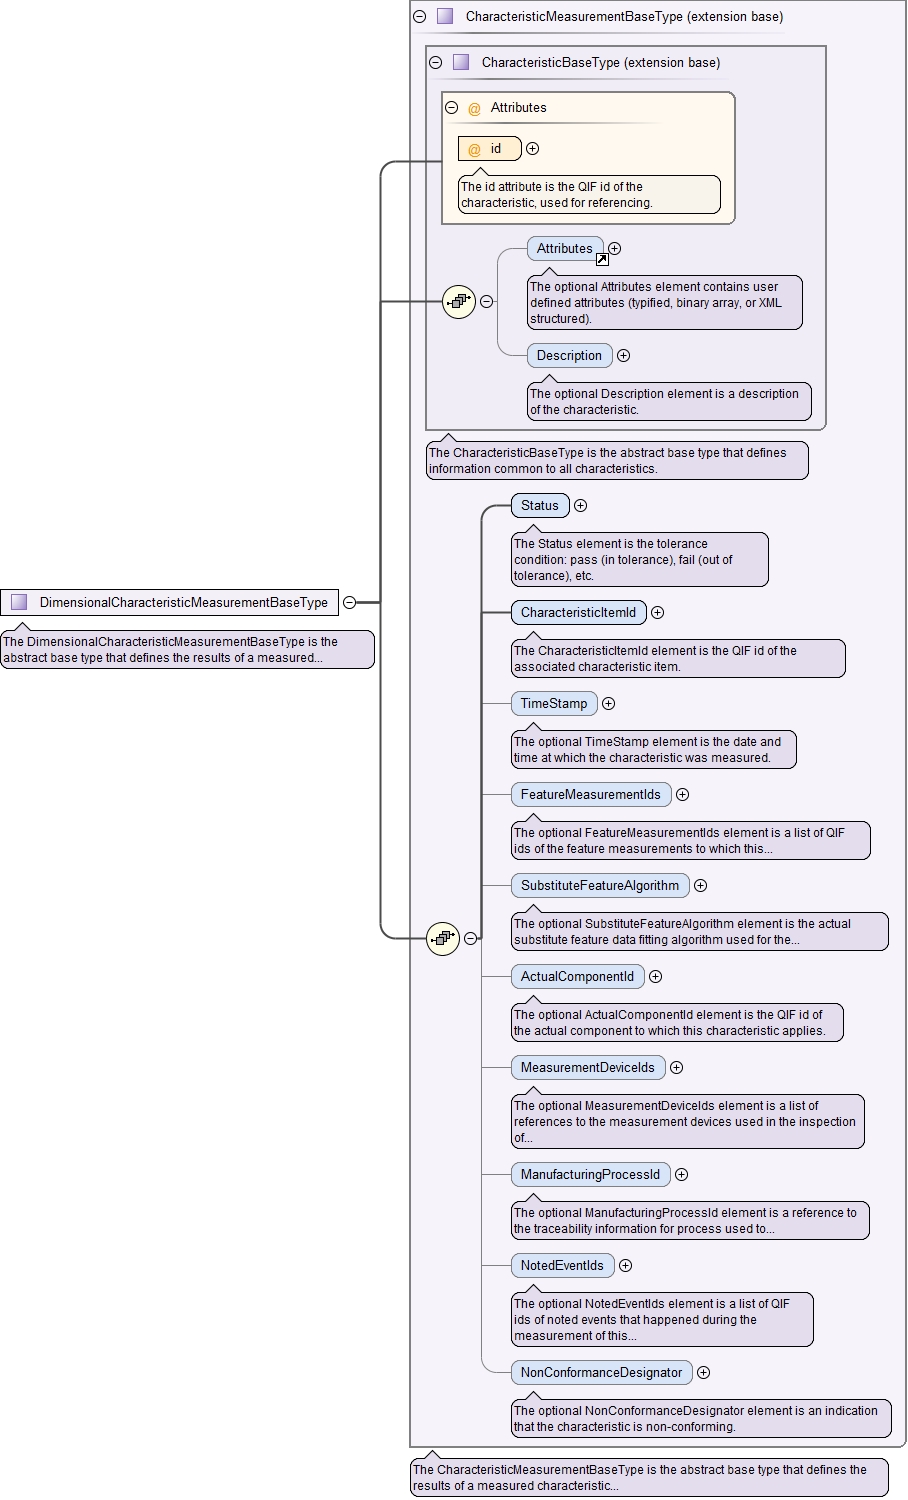 CharacteristicMeasurementBaseType (extension base)
CharacteristicBaseType (extension base)
@ Attributes
@ id
The id attribute is the QIF id of the
characteristic, used for referencing.
Attributes
The optional Attributes element contains user
defined attributes (typified, binary array, or XML
structured).
Description
The optional Description element is a description
of the characteristic.
The CharacteristicBaseType is the abstract base type that defines
information common to all characteristics.
Status
The Status element is the tolerance
condition: pass (in tolerance), fail (out of
tolerance), etc.
DimensionalCharacteristicMeasurementBaseType
The DimensionalCharacteristicMeasurementBaseType is the
abstract base type that defines the results of a measured...
CharacteristicItemId
The CharacteristicItemId element is the QIF id of the
associated characteristic item.
TimeStamp
The optional TimeStamp element is the date and
time at which the characteristic was measured.
FeatureMeasurementIds
The optional FeatureMeasurementIds element is a list of QIF
ids of the feature measurements to which this...
SubstituteFeatureAlgorithm
The optional SubstituteFeatureAlgorithm element is the actual
substitute feature data fitting algorithm used for the...
ActualComponentId
The optional ActualComponentId element is the QIF id of
the actual component to which this characteristic applies.
MeasurementDeviceIds
The optional MeasurementDeviceIds element is a list of
references to the measurement devices used in the inspection
of...
ManufacturingProcessId
The optional ManufacturingProcessId element is a reference to
the traceability information for process used to...
NotedEventIds
The optional NotedEventIds element is a list of QIF
ids of noted events that happened during the
measurement of this...
NonConformanceDesignator
The optional NonConformanceDesignator element is an indication
that the characteristic is non-conforming.
The CharacteristicMeasurementBaseType is the abstract base type that defines the
results of a measured characteristic...